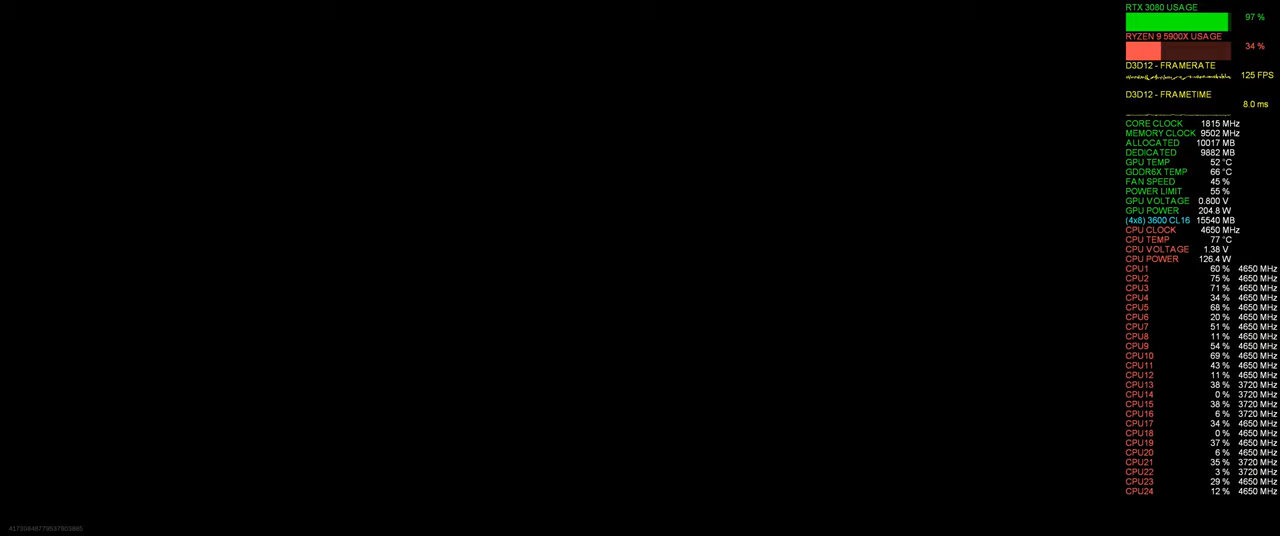 RTX 3080 USAGE 97 %
RYZEN 9 5900X USAGE 34 %
D3D12 - FRAMERATE 125 FPS
D3D12 - FRAMETIME 8.0 ms
CORE CLOCK 1815 MHz
MEMORY CLOCK 9502 MHz
ALLOCATED 10017 MB
DEDICATED 9882 MB
GPU TEMP 52 °C
GDDR6X TEMP 66 °C
FAN SPEED 45 %
POWER LIMIT 55 %
GPU VOLTAGE 0.800 V
GPU POWER 204.8 W
(4x8) 3600 CL16 15540 MB
CPU CLOCK 4650 MHz
CPU TEMP 77 °C
CPU VOLTAGE 1.38 V
CPU POWER 126.4 W
CPU1 60 % 4650 MHz
CPU2 75 % 4650 MHz
CPU3 71 % 4650 MHz
CPU4 34 % 4650 MHz
CPU5 68 % 4650 MHz
CPU6 20 % 4650 MHz
CPU7 51 % 4650 MHz
CPU8 11 % 4650 MHz
CPU9 54 % 4650 MHz
CPU10 69 % 4650 MHz
CPU11 43 % 4650 MHz
CPU12 11 % 4650 MHz
CPU13 38 % 3720 MHz
CPU14 0 % 4650 MHz
CPU15 38 % 3720 MHz
CPU16 6 % 3720 MHz
CPU17 34 % 4650 MHz
CPU18 0 % 4650 MHz
CPU19 37 % 4650 MHz
CPU20 6 % 4650 MHz
CPU21 35 % 3720 MHz
CPU22 3 % 3720 MHz
CPU23 29 % 4650 MHz
CPU24 12 % 4650 MHz